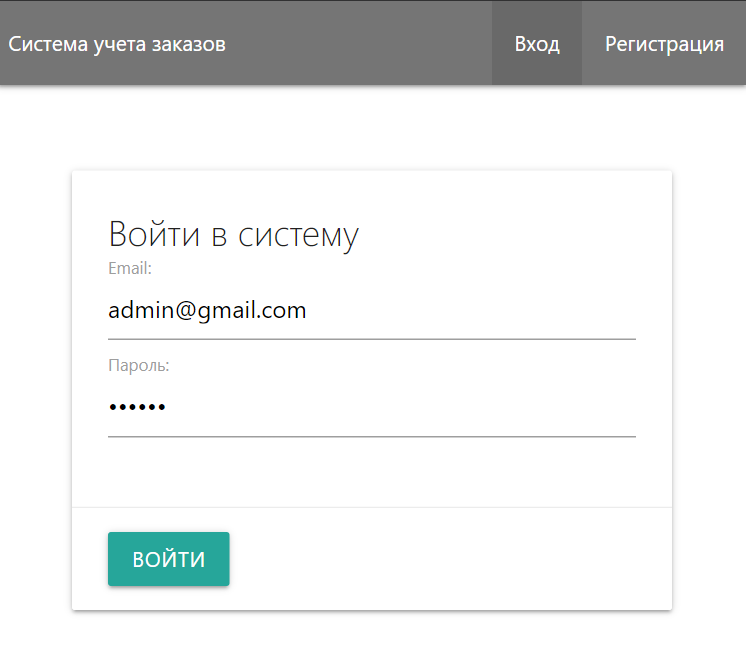 Система учета заказов Вход Регистрация
Войти в систему
Email:
admin@gmail.com
Пароль:
••••••
ВОЙТИ